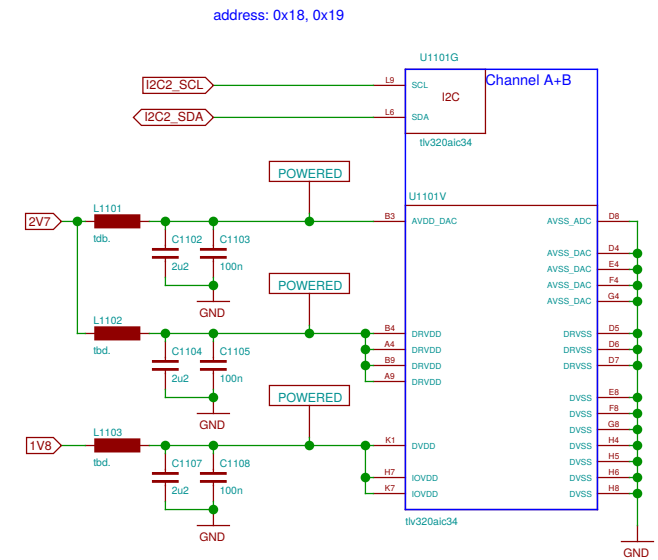 address: 0x18, 0x19
U1101G
I2C2_SCL
L9
SCL
Channel A+B
I2C
I2C2_SDA
L6
SDA
tlv320aic34
POWERED
U1101V
2V7
L1101
tdb.
B3
AVDD_DAC
AVSS_ADC
D8
C1102
2u2
C1103
100n
GND
AVSS_DAC
D4
AVSS_DAC
E4
AVSS_DAC
F4
AVSS_DAC
G4
POWERED
L1102
tbd.
B4
DRVDD
A4
DRVDD
B9
DRVDD
A9
DRVDD
DRVSS
D5
DRVSS
D6
DRVSS
D7
C1104
2u2
C1105
100n
GND
POWERED
DVSS
E8
DVSS
F8
DVSS
G8
DVSS
H4
DVSS
H5
DVSS
H6
DVSS
H8
1V8
L1103
tbd.
K1
DVDD
H7
IOVDD
K7
IOVDD
C1107
2u2
C1108
100n
GND
tlv320aic34
GND